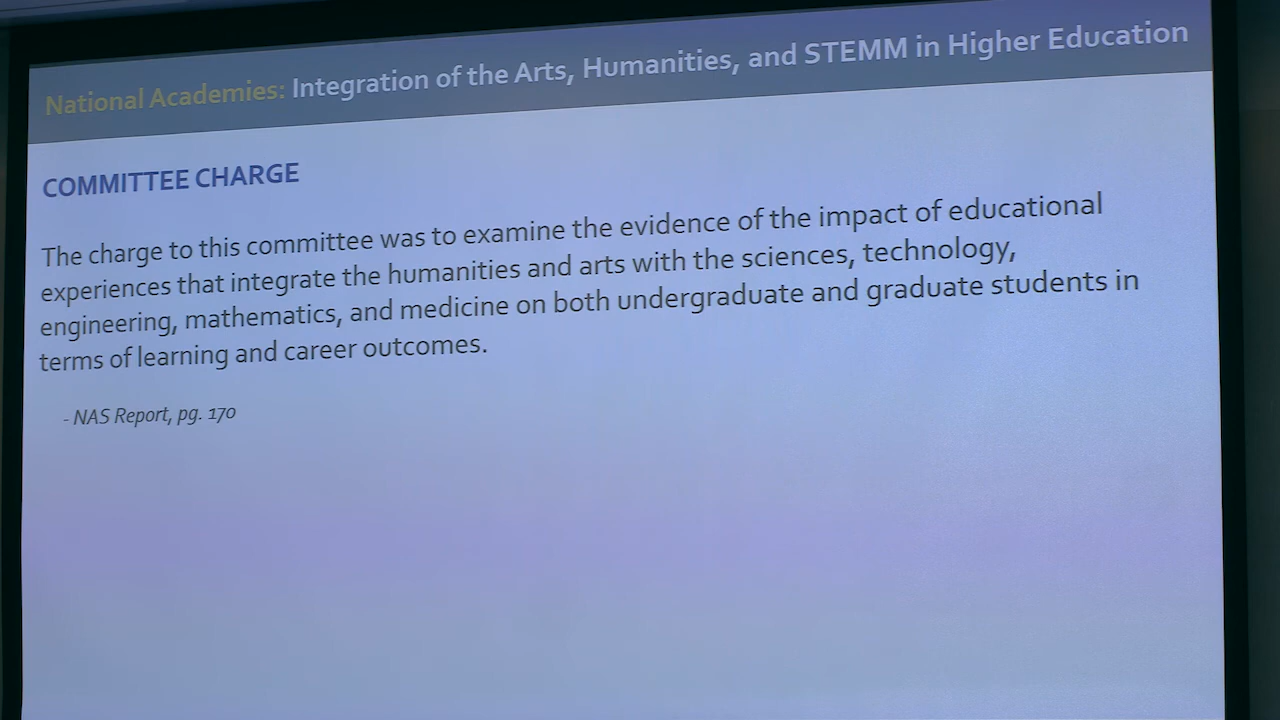 National Academies: Integration of the Arts, Humanities, and STEMM in Higher Education
COMMITTEE CHARGE
The charge to this committee was to examine the evidence of the impact of educational
experiences that integrate the humanities and arts with the sciences, technology,
engineering, mathematics, and medicine on both undergraduate and graduate students in
terms of learning and career outcomes.
- NAS Report, pg. 170